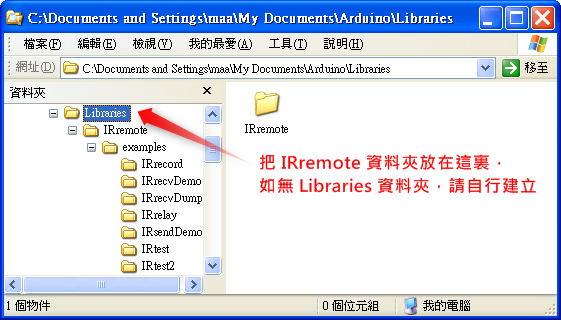 C:\Documents and Settings\maa\My Documents\Arduino\Libraries
檔案(F) 編輯(E) 檢視(V) 我的最愛(A) 工具(T) 說明(H)
網址(D) C:\Documents and Settings\maa\My Documents\Arduino\Libraries 移至
資料夾
Libraries
IRremote
examples
IRrecord
IRrecvDemo
IRrecvDump
IRrelay
IRsendDemo
IRtest
IRtest2
IRremote
把 IRremote 資料夾放在這裏,
如無 Libraries 資料夾,請自行建立
1 個物件 0 個位元組 我的電腦